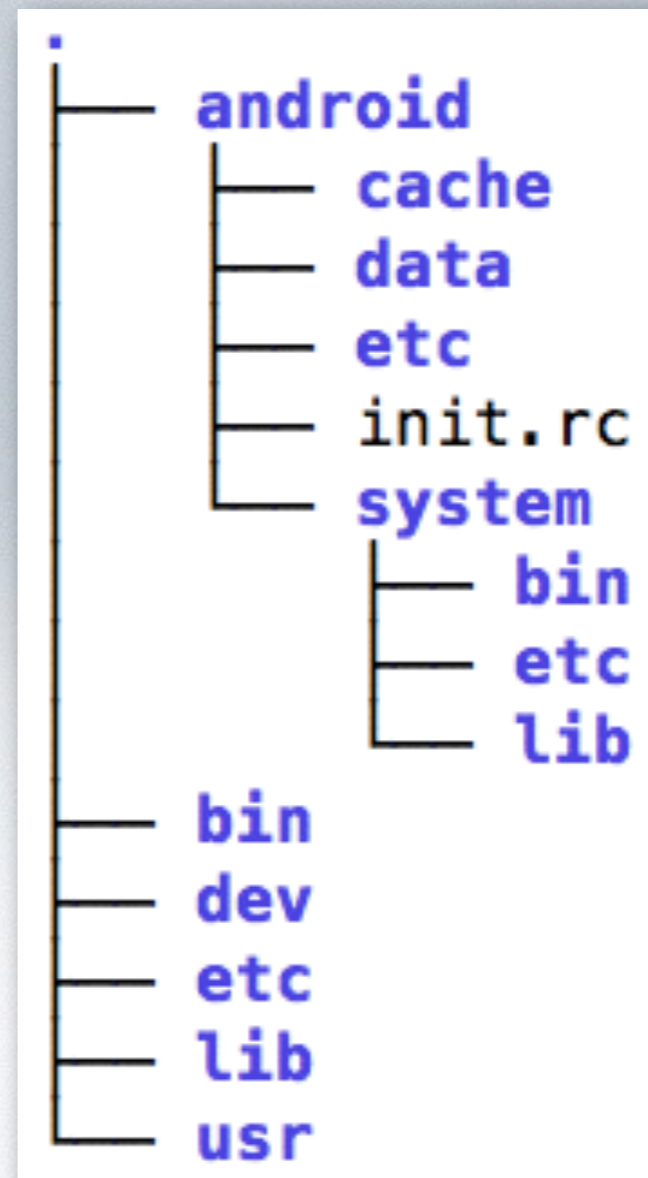 .
android
cache
data
etc
init.rc
system
bin
etc
lib
bin
dev
etc
lib
usr